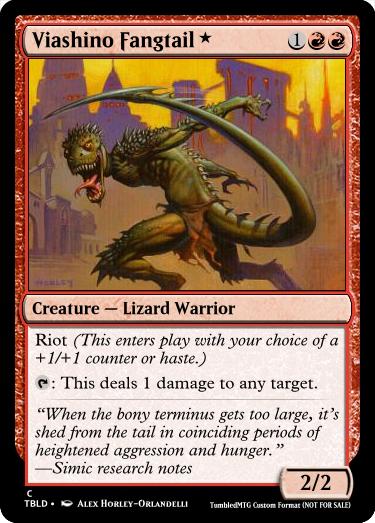 Viashino Fangtail ★ 1
HORLEY
Creature — Lizard Warrior
Riot (This enters play with your choice of a
+1/+1 counter or haste.)
: This deals 1 damage to any target.
“When the bony terminus gets too large, it’s
shed from the tail in coinciding periods of
heightened aggression and hunger.”
—Simic research notes
2/2
C
TBLD • Alex Horley-Orlandelli
TumbledMTG Custom Format (NOT FOR SALE)